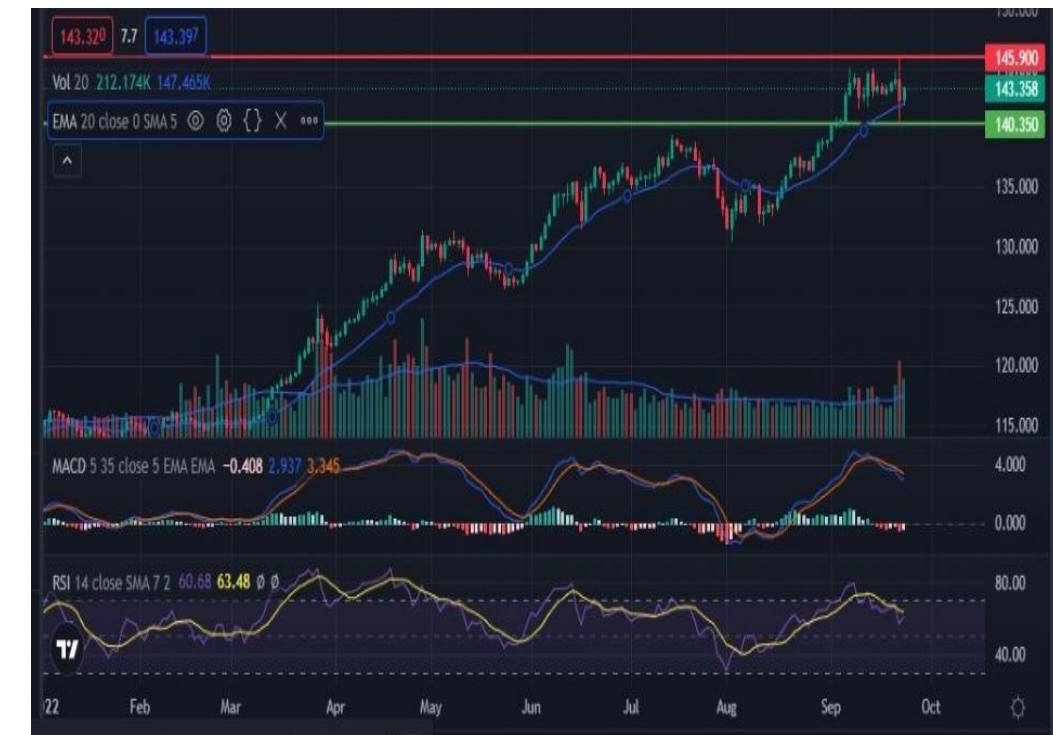 150.000
143.320 7.7 143.397
145.900
Vol 20 212.174K 147.465K
143.358
EMA 20 close 0 SMA 5
140.350
135.000
130.000
125.000
120.000
115.000
MACD 5 35 close 5 EMA EMA −0.408 2.937 3.345
4.000
0.000
RSI 14 close SMA 7 2 60.68 63.48 ø ø
80.00
40.00
'22 Feb Mar Apr May Jun Jul Aug Sep Oct